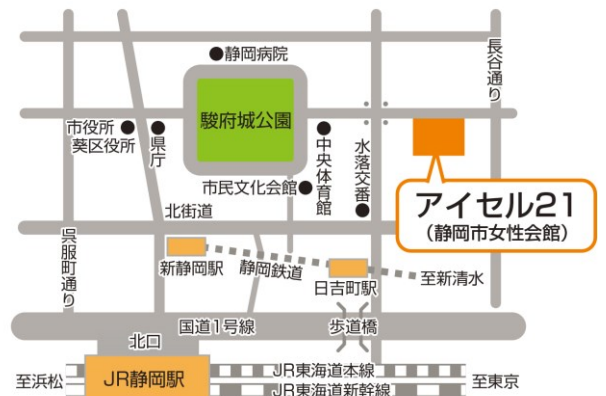 静岡病院
長谷通り
駿府城公園
市役所
葵区役所
県庁
中央体育館
水落交番
市民文化会館
アイセル21
(静岡市女性会館)
北街道
呉服町通り
新静岡駅
静岡鉄道
日吉町駅
至新清水
国道1号線
歩道橋
北口
JR静岡駅
至浜松
JR東海道本線
JR東海道新幹線
至東京